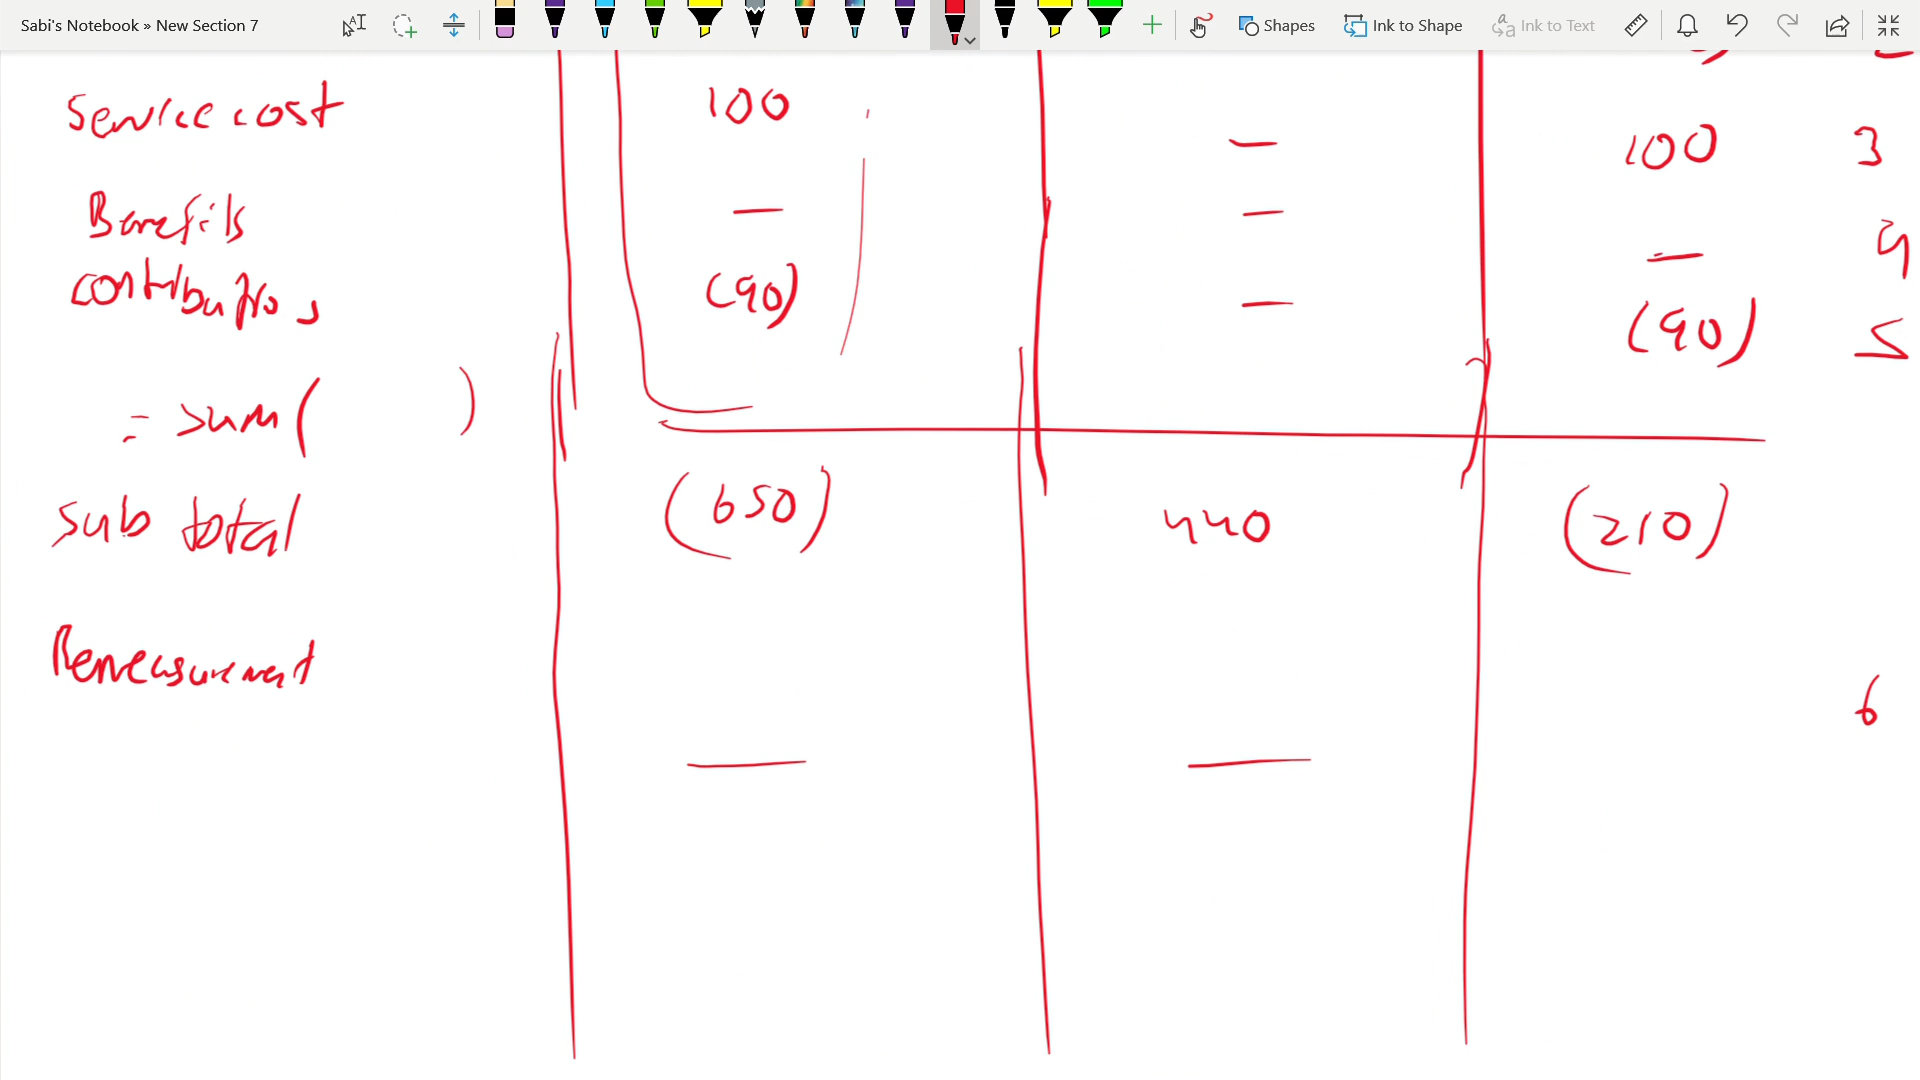 Sabi's Notebook » New Section 7 Shapes Ink to Shape Ink to Text
Service cost 100 — 100 3
Benefits — — — 4
contributions (90) — (90) 5
= sum( )
Sub total (650) 440 (210)
Remeasurement 6
— —